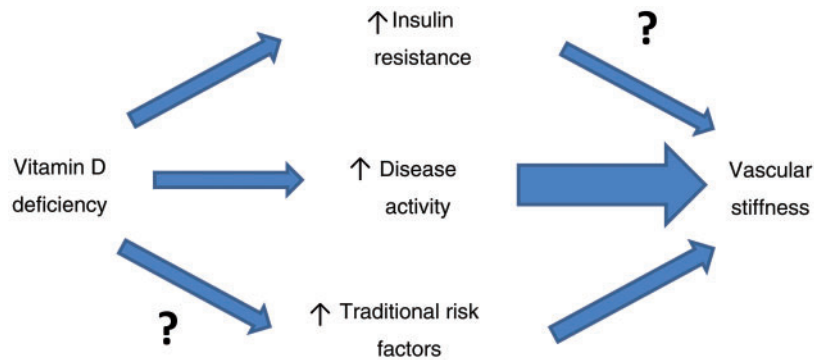 ↑ Insulin
resistance
?
Vitamin D
deficiency
↑ Disease
activity
Vascular
stiffness
?
↑ Traditional risk
factors